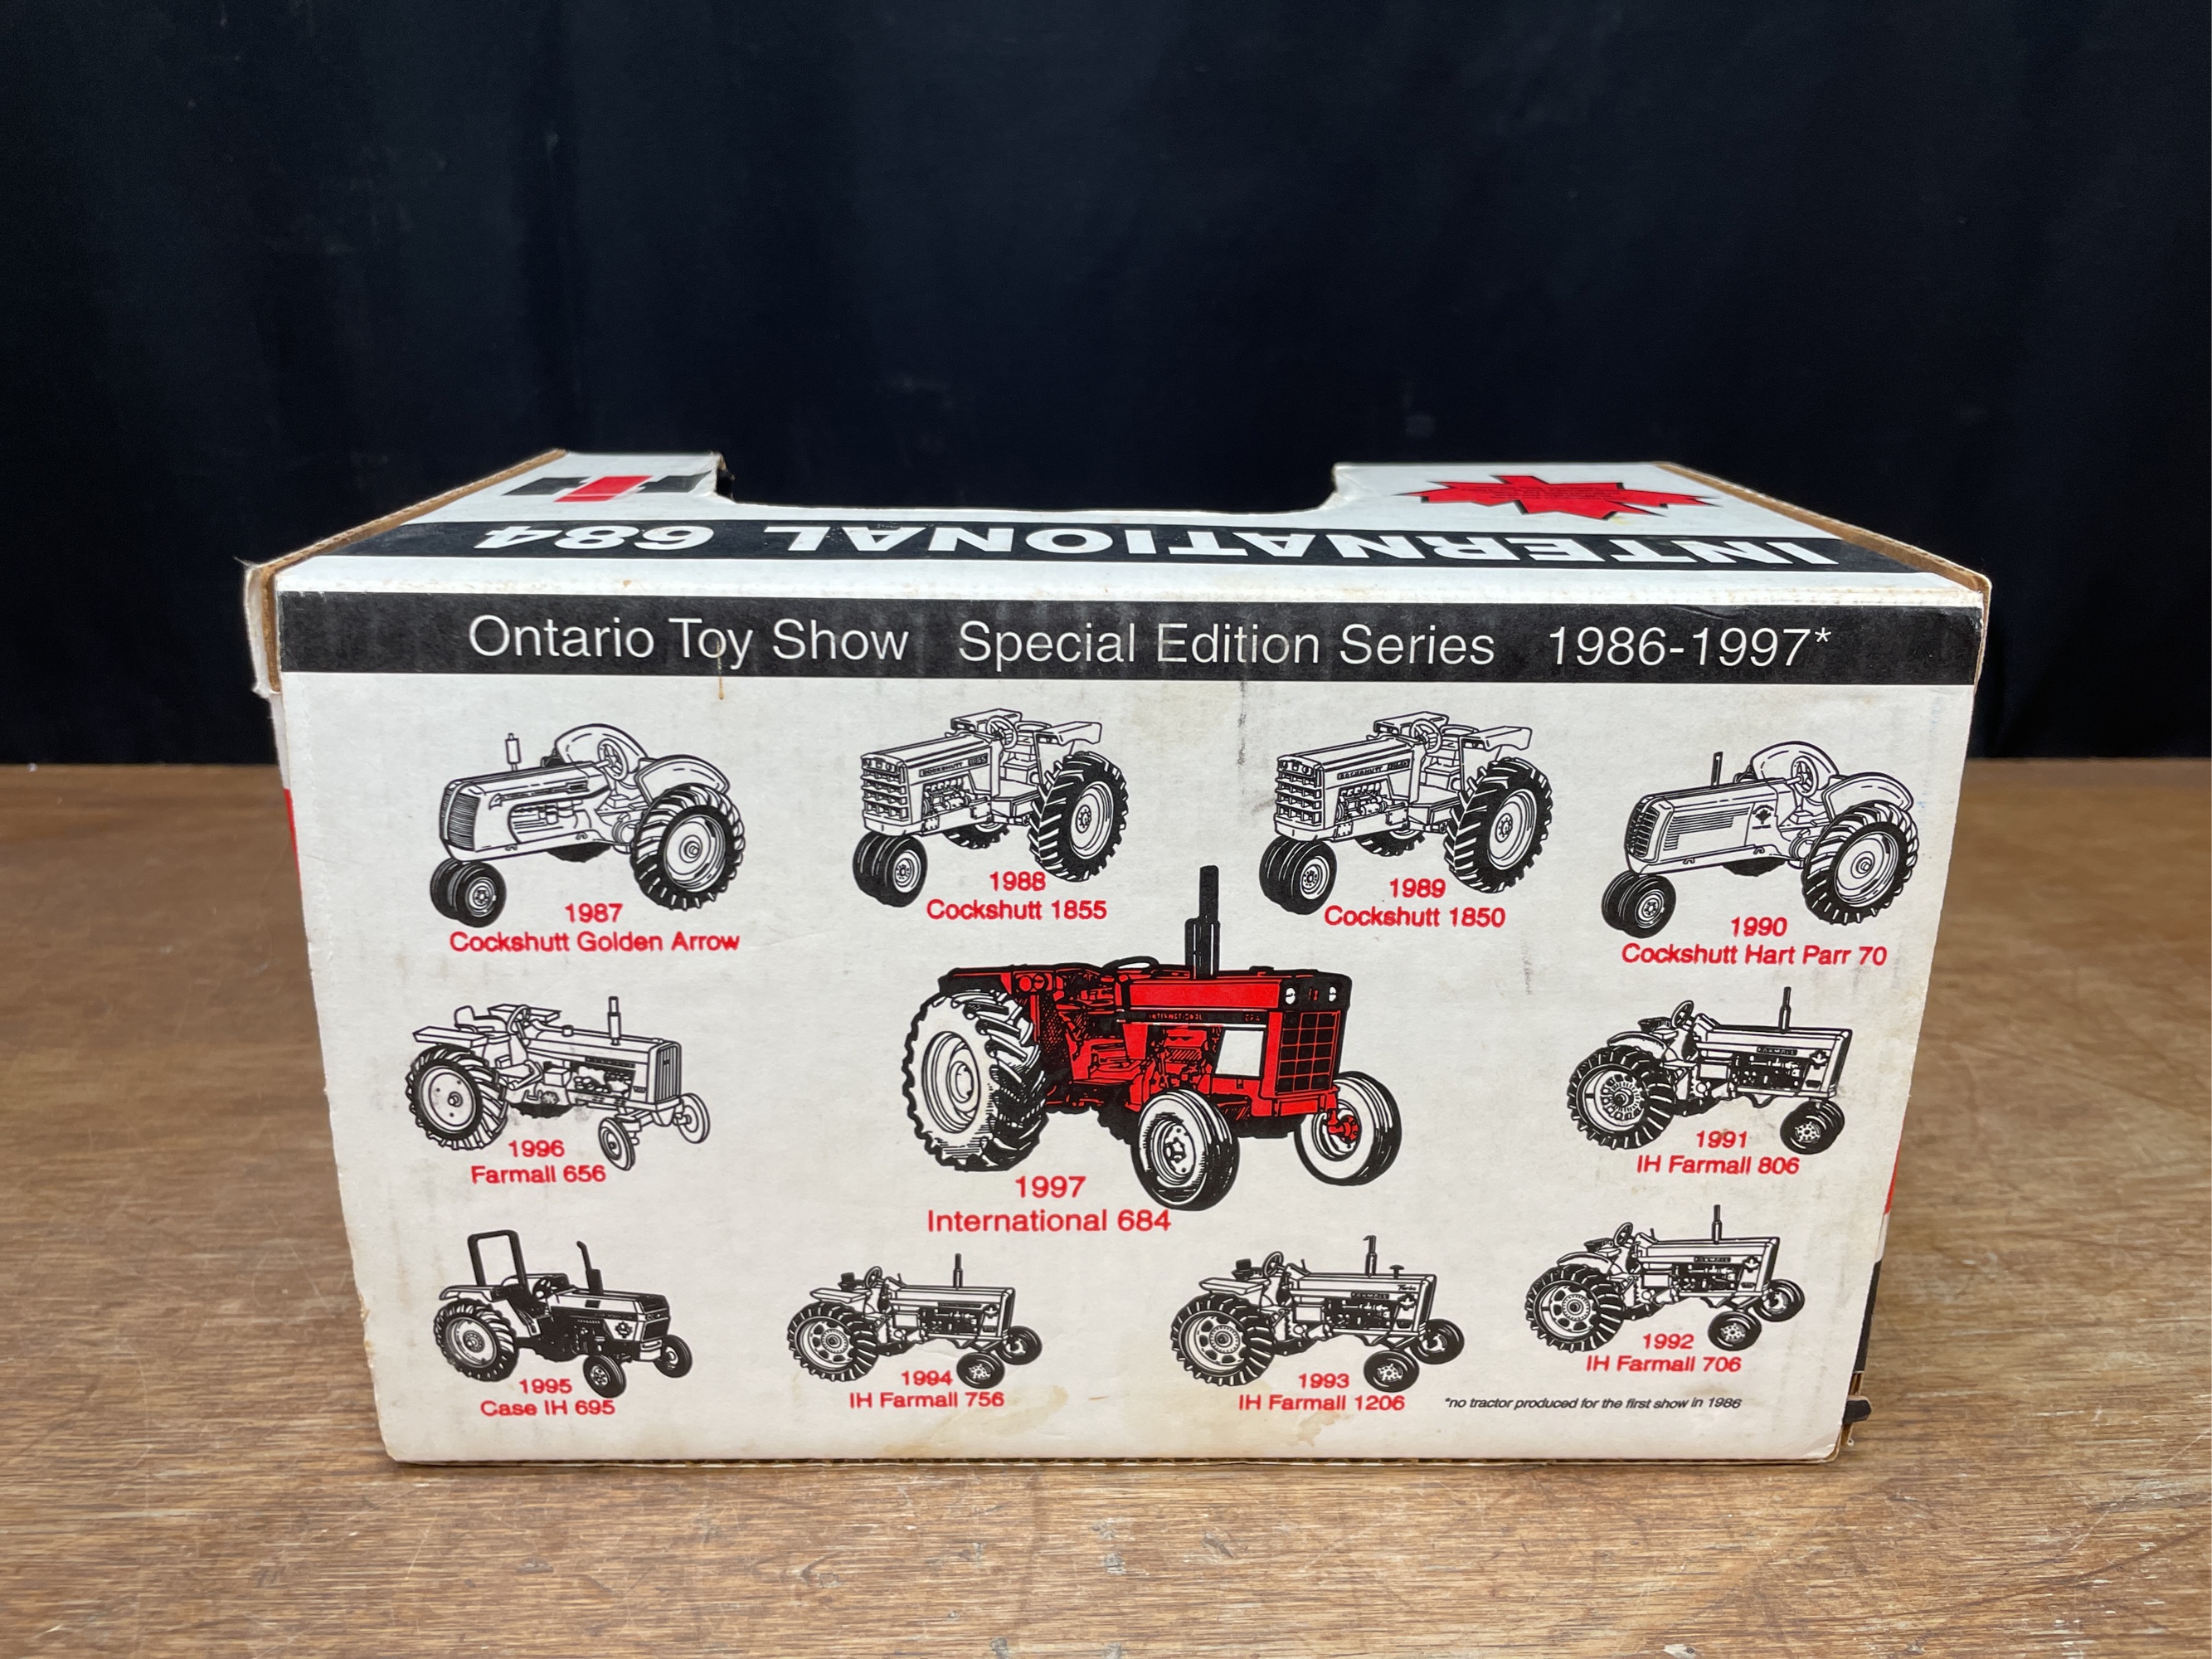 INTERNATIONAL 684
Ontario Toy Show Special Edition Series 1986-1997*
1987
Cockshutt Golden Arrow
1988
Cockshutt 1855
1989
Cockshutt 1850
1990
Cockshutt Hart Parr 70
1996
Farmall 656
1997
International 684
1991
IH Farmall 806
1995
Case IH 695
1994
IH Farmall 756
1993
IH Farmall 1206
1992
IH Farmall 706
*no tractor produced for the first show in 1986